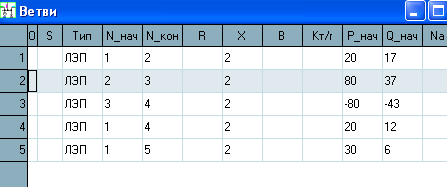 Ветви
O S Тип N_нач N_кон R X B Кт/г P_нач Q_нач Na
1 ЛЭП 1 2 2 20 17
2 ЛЭП 2 3 2 80 37
3 ЛЭП 3 4 2 -80 -43
4 ЛЭП 1 4 2 20 12
5 ЛЭП 1 5 2 30 6